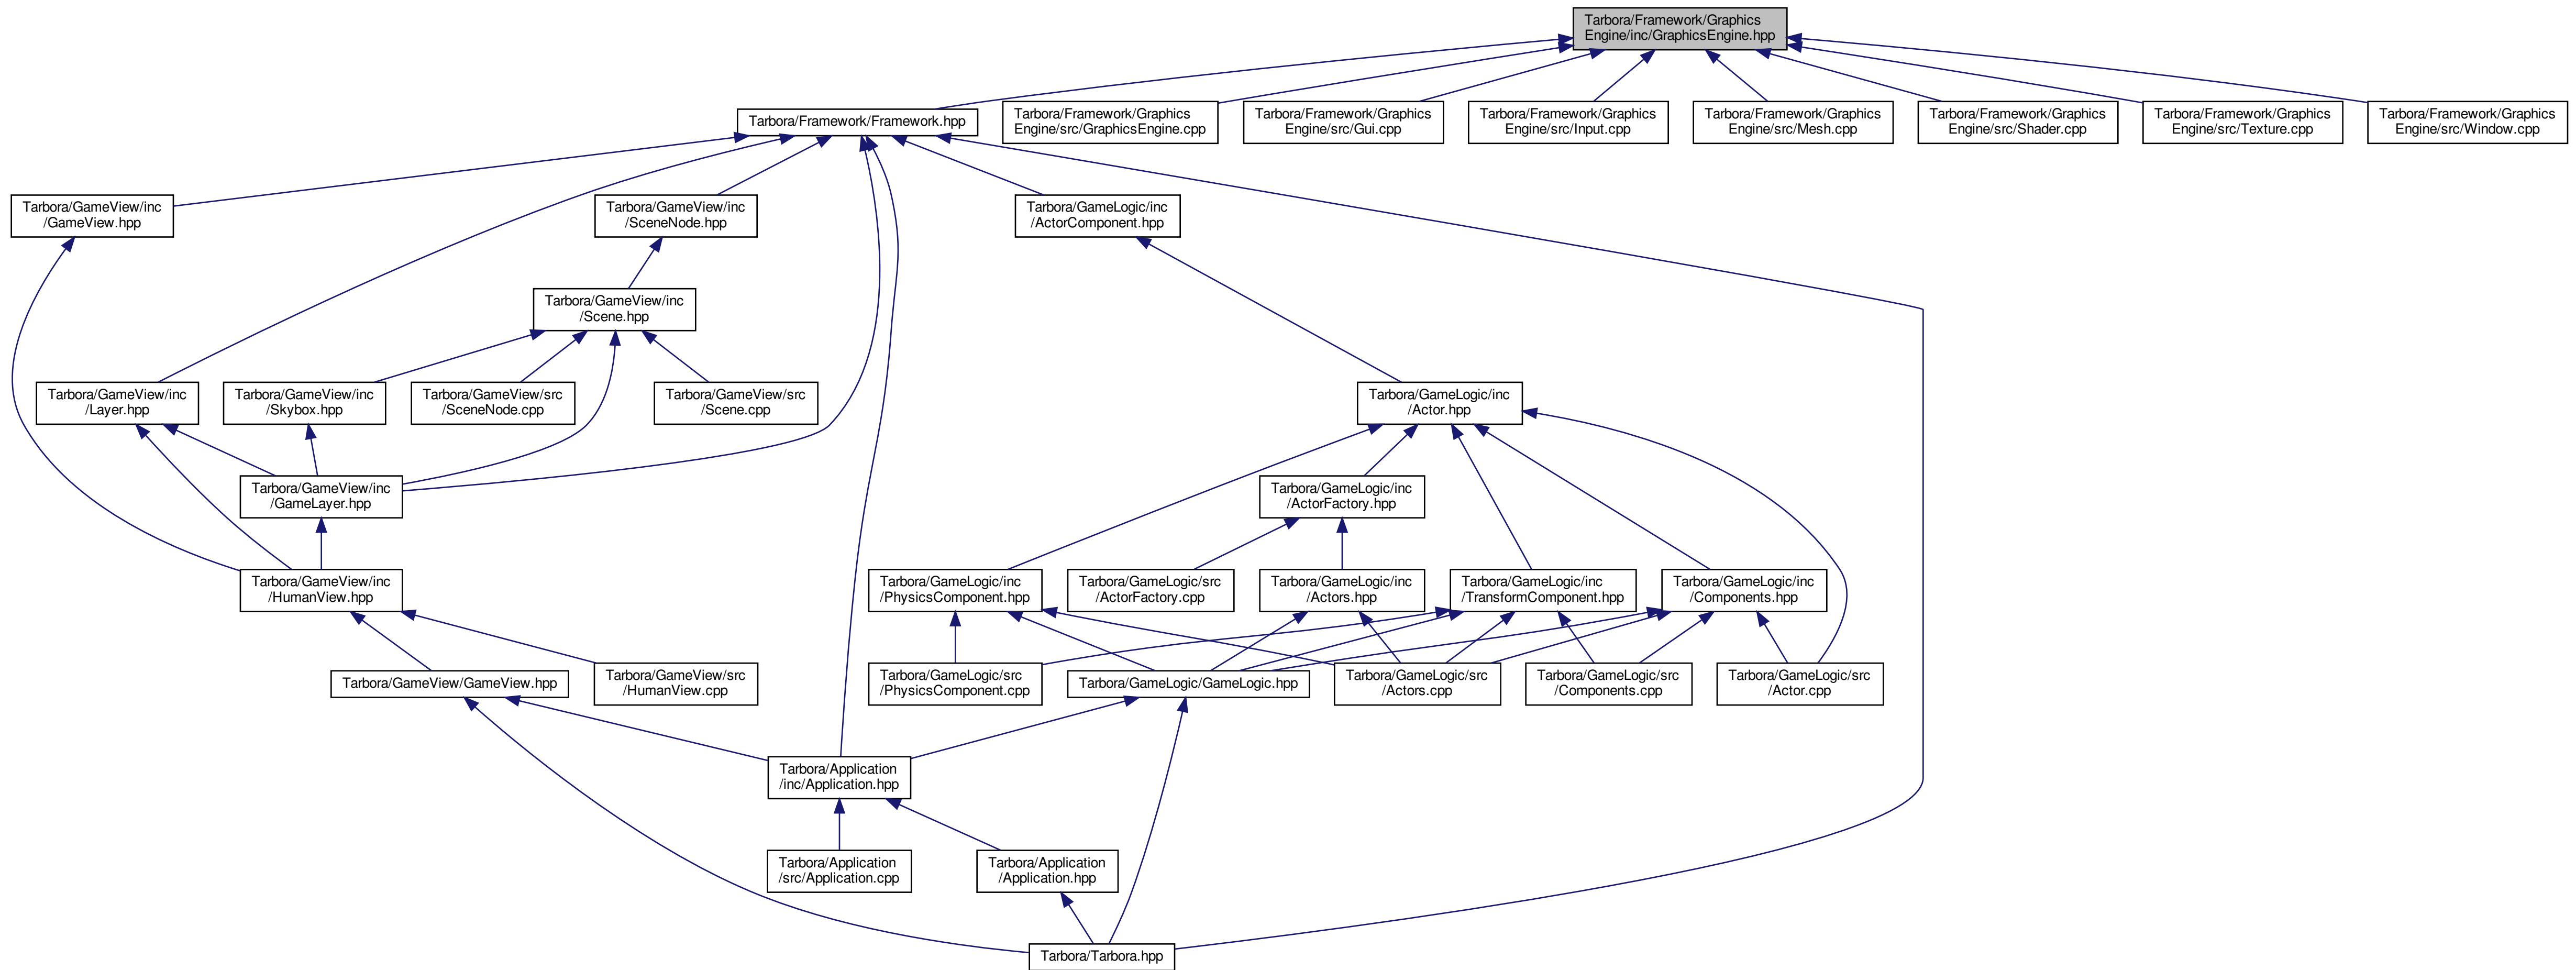 Tarbora/Framework/Graphics
Engine/inc/GraphicsEngine.hpp
Tarbora/Framework/Framework.hpp
Tarbora/Framework/Graphics
Engine/src/GraphicsEngine.cpp
Tarbora/Framework/Graphics
Engine/src/Gui.cpp
Tarbora/Framework/Graphics
Engine/src/Input.cpp
Tarbora/Framework/Graphics
Engine/src/Mesh.cpp
Tarbora/Framework/Graphics
Engine/src/Shader.cpp
Tarbora/Framework/Graphics
Engine/src/Texture.cpp
Tarbora/Framework/Graphics
Engine/src/Window.cpp
Tarbora/GameView/inc
/GameView.hpp
Tarbora/GameView/inc
/SceneNode.hpp
Tarbora/GameLogic/inc
/ActorComponent.hpp
Tarbora/GameView/inc
/Scene.hpp
Tarbora/GameView/inc
/Layer.hpp
Tarbora/GameView/inc
/Skybox.hpp
Tarbora/GameView/src
/SceneNode.cpp
Tarbora/GameView/src
/Scene.cpp
Tarbora/GameLogic/inc
/Actor.hpp
Tarbora/GameView/inc
/GameLayer.hpp
Tarbora/GameLogic/inc
/ActorFactory.hpp
Tarbora/GameView/inc
/HumanView.hpp
Tarbora/GameLogic/inc
/PhysicsComponent.hpp
Tarbora/GameLogic/src
/ActorFactory.cpp
Tarbora/GameLogic/inc
/Actors.hpp
Tarbora/GameLogic/inc
/TransformComponent.hpp
Tarbora/GameLogic/inc
/Components.hpp
Tarbora/GameView/GameView.hpp
Tarbora/GameView/src
/HumanView.cpp
Tarbora/GameLogic/src
/PhysicsComponent.cpp
Tarbora/GameLogic/GameLogic.hpp
Tarbora/GameLogic/src
/Actors.cpp
Tarbora/GameLogic/src
/Components.cpp
Tarbora/GameLogic/src
/Actor.cpp
Tarbora/Application
/inc/Application.hpp
Tarbora/Application
/src/Application.cpp
Tarbora/Application
/Application.hpp
Tarbora/Tarbora.hpp